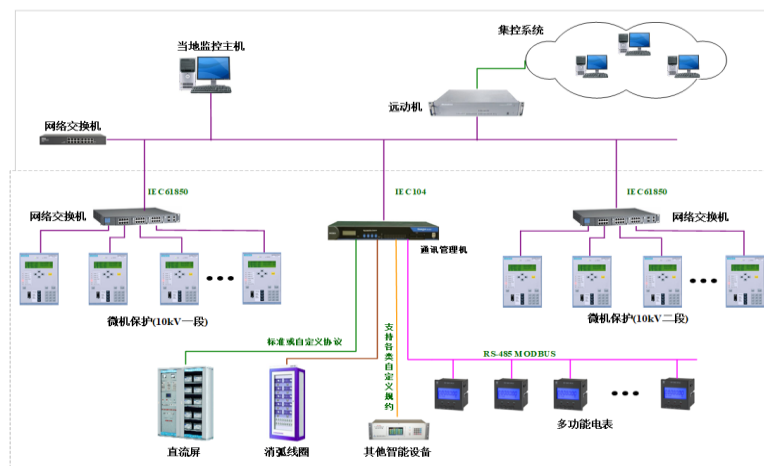 集控系统
当地监控主机
远动机
网络交换机
IEC61850
IEC104
IEC61850
网络交换机
网络交换机
通讯管理机
微机保护(10kV一段)
微机保护(10kV二段)
标准或自定义协议
支持各类自定义规约
RS-485 MODBUS
多功能电表
直流屏
消弧线圈
其他智能设备